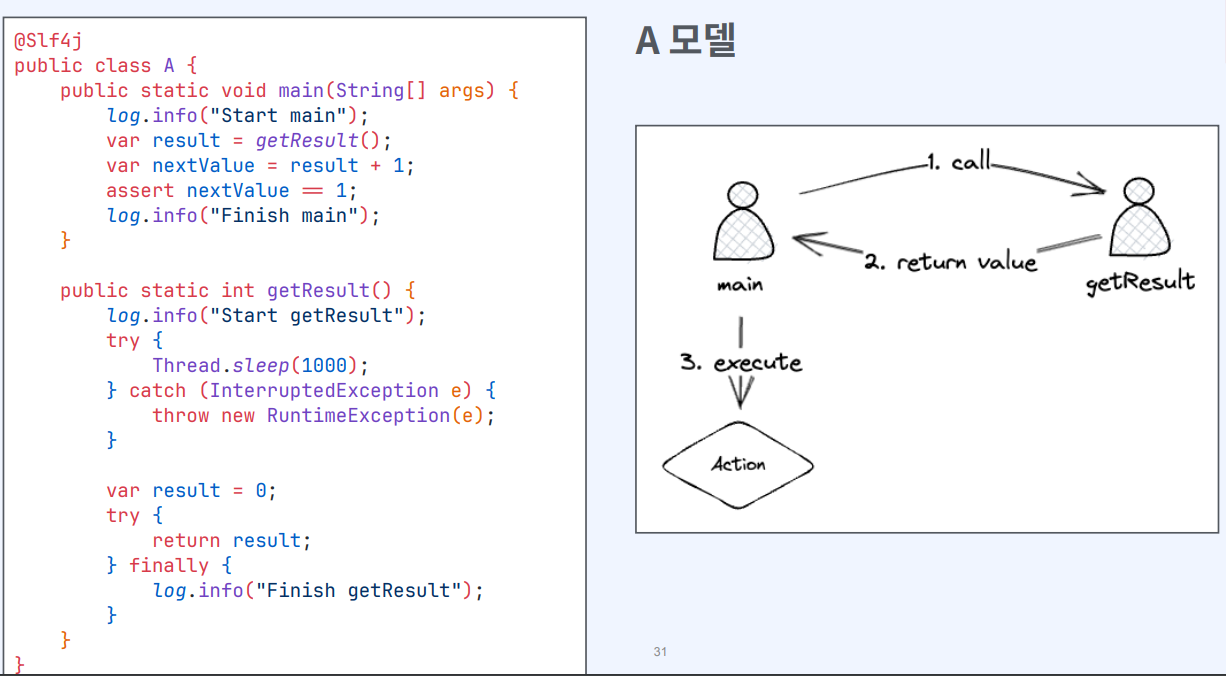 @Slf4j
public class A {
    public static void main(String[] args) {
        log.info("Start main");
        var result = getResult();
        var nextValue = result + 1;
        assert nextValue == 1;
        log.info("Finish main");
    }

    public static int getResult() {
        log.info("Start getResult");
        try {
            Thread.sleep(1000);
        } catch (InterruptedException e) {
            throw new RuntimeException(e);
        }

        var result = 0;
        try {
            return result;
        } finally {
            log.info("Finish getResult");
        }
    }
}
A 모델
1. call
2. return value
main
getResult
3. execute
Action
31